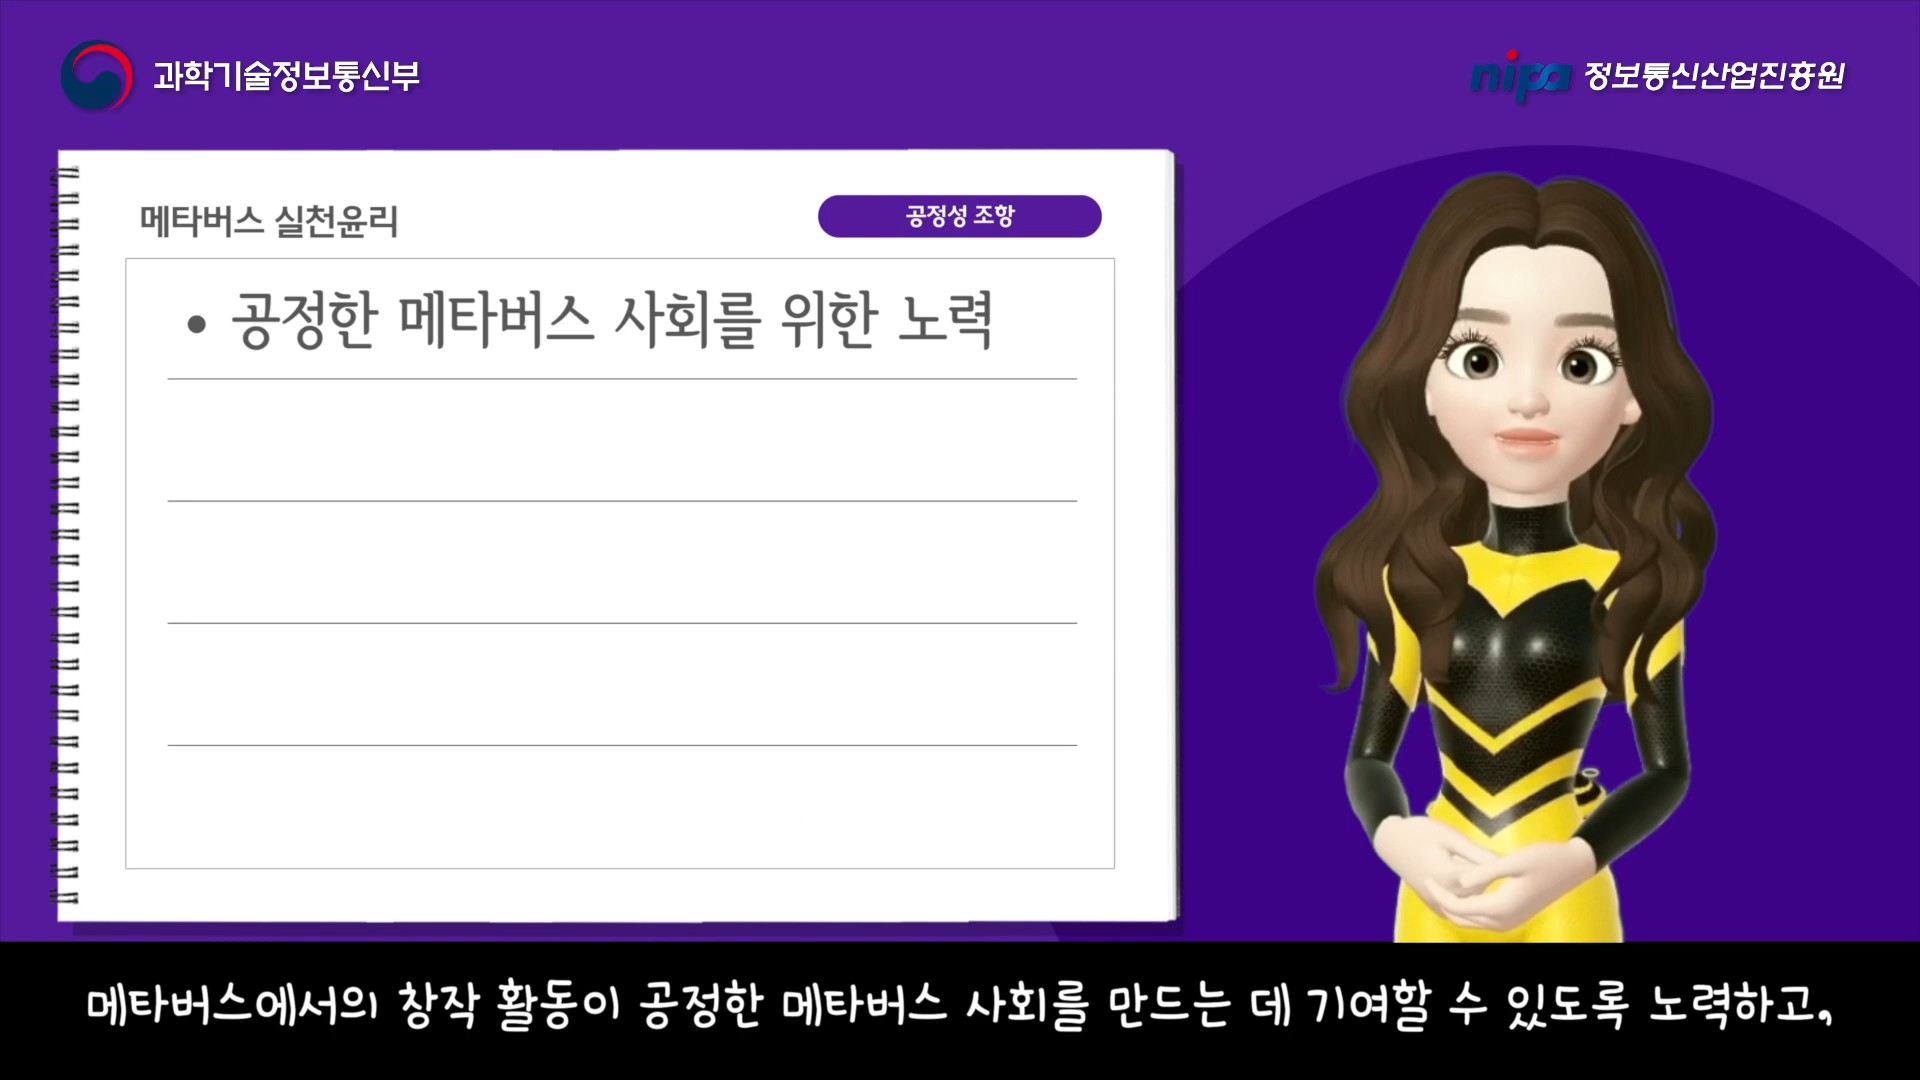 과학기술정보통신부
nipa 정보통신산업진흥원
메타버스 실천윤리
공정성 조항
• 공정한 메타버스 사회를 위한 노력
메타버스에서의 창작 활동이 공정한 메타버스 사회를 만드는 데 기여할 수 있도록 노력하고,